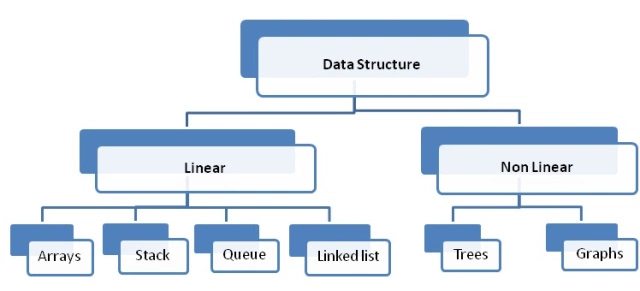 Data Structure
Linear
Non Linear
Arrays
Stack
Queue
Linked list
Trees
Graphs